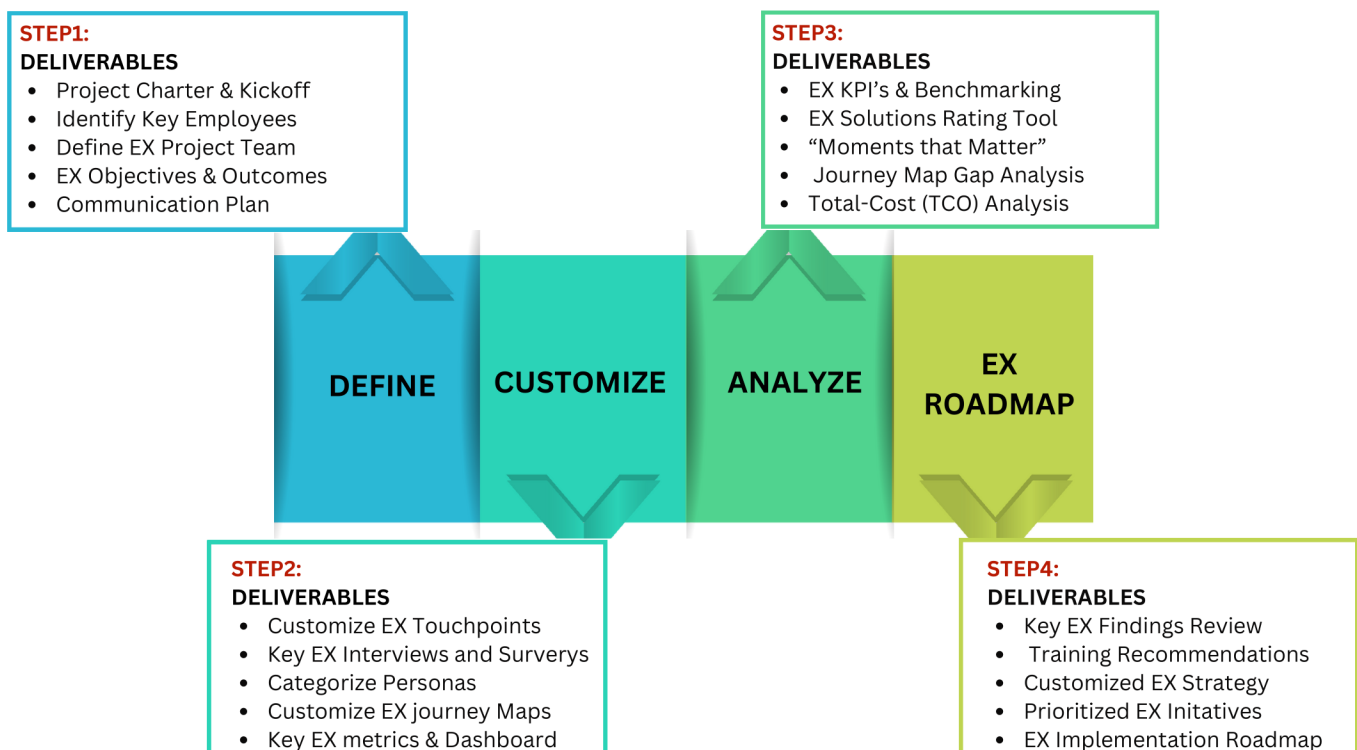 STEP1:
DELIVERABLES
• Project Charter & Kickoff
• Identify Key Employees
• Define EX Project Team
• EX Objectives & Outcomes
• Communication Plan
STEP3:
DELIVERABLES
• EX KPI’s & Benchmarking
• EX Solutions Rating Tool
• “Moments that Matter”
• Journey Map Gap Analysis
• Total-Cost (TCO) Analysis
DEFINE
CUSTOMIZE
ANALYZE
EX
ROADMAP
STEP2:
DELIVERABLES
• Customize EX Touchpoints
• Key EX Interviews and Surverys
• Categorize Personas
• Customize EX journey Maps
• Key EX metrics & Dashboard
STEP4:
DELIVERABLES
• Key EX Findings Review
• Training Recommendations
• Customized EX Strategy
• Prioritized EX Initatives
• EX Implementation Roadmap